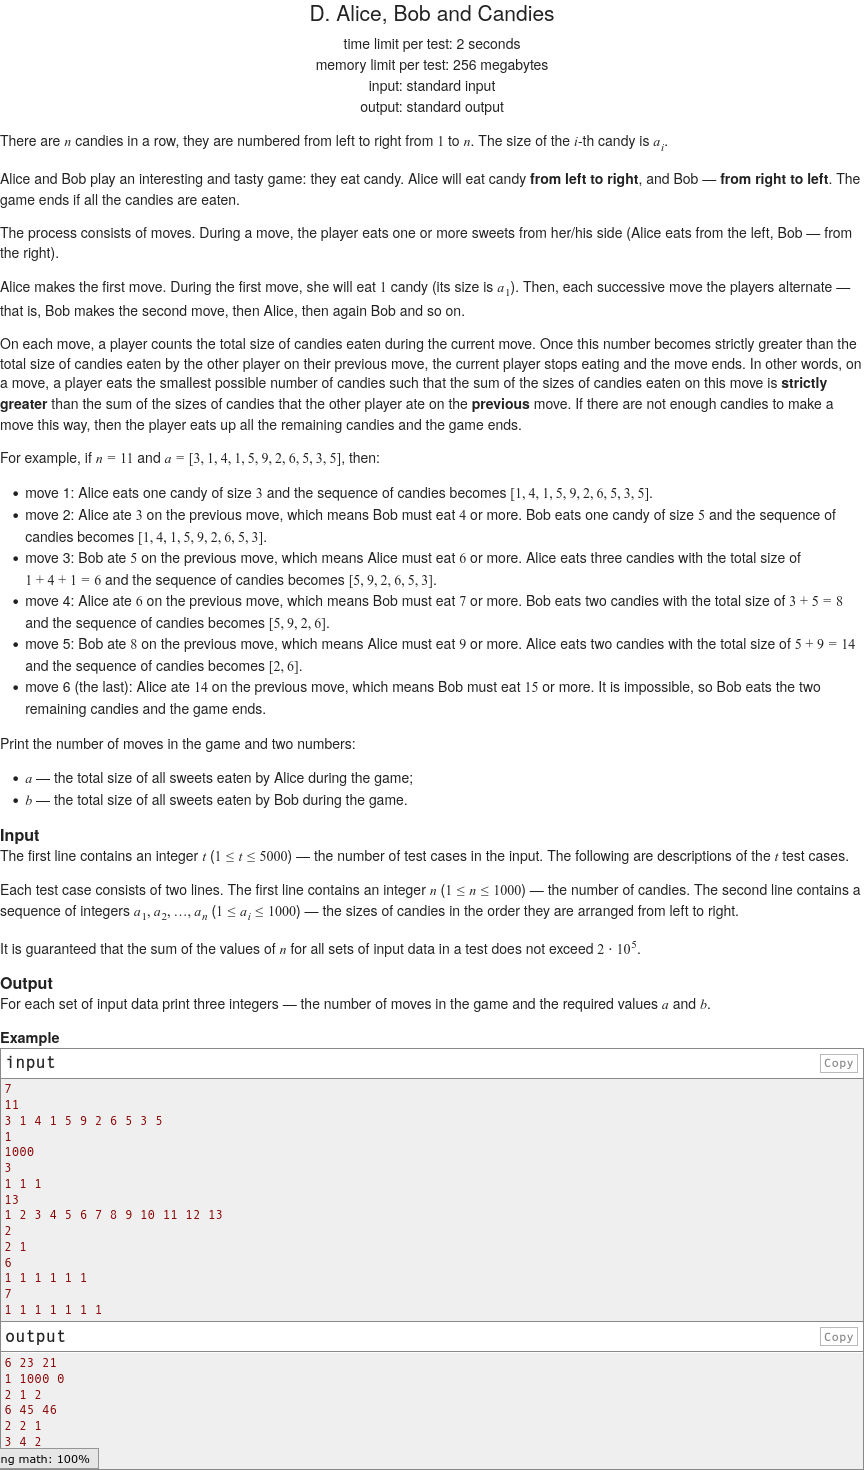 D. Alice, Bob and Candies
time limit per test: 2 seconds
memory limit per test: 256 megabytes
input: standard input
output: standard output
There are n candies in a row, they are numbered from left to right from 1 to n. The size of the i-th candy is a_i.
Alice and Bob play an interesting and tasty game: they eat candy. Alice will eat candy from left to right, and Bob — from right to left. The
game ends if all the candies are eaten.
The process consists of moves. During a move, the player eats one or more sweets from her/his side (Alice eats from the left, Bob — from
the right).
Alice makes the first move. During the first move, she will eat 1 candy (its size is a_1). Then, each successive move the players alternate —
that is, Bob makes the second move, then Alice, then again Bob and so on.
On each move, a player counts the total size of candies eaten during the current move. Once this number becomes strictly greater than the
total size of candies eaten by the other player on their previous move, the current player stops eating and the move ends. In other words, on
a move, a player eats the smallest possible number of candies such that the sum of the sizes of candies eaten on this move is strictly
greater than the sum of the sizes of candies that the other player ate on the previous move. If there are not enough candies to make a
move this way, then the player eats up all the remaining candies and the game ends.
For example, if n = 11 and a = [3, 1, 4, 1, 5, 9, 2, 6, 5, 3, 5], then:
• move 1: Alice eats one candy of size 3 and the sequence of candies becomes [1, 4, 1, 5, 9, 2, 6, 5, 3, 5].
• move 2: Alice ate 3 on the previous move, which means Bob must eat 4 or more. Bob eats one candy of size 5 and the sequence of
candies becomes [1, 4, 1, 5, 9, 2, 6, 5, 3].
• move 3: Bob ate 5 on the previous move, which means Alice must eat 6 or more. Alice eats three candies with the total size of
1 + 4 + 1 = 6 and the sequence of candies becomes [5, 9, 2, 6, 5, 3].
• move 4: Alice ate 6 on the previous move, which means Bob must eat 7 or more. Bob eats two candies with the total size of 3 + 5 = 8
and the sequence of candies becomes [5, 9, 2, 6].
• move 5: Bob ate 8 on the previous move, which means Alice must eat 9 or more. Alice eats two candies with the total size of 5 + 9 = 14
and the sequence of candies becomes [2, 6].
• move 6 (the last): Alice ate 14 on the previous move, which means Bob must eat 15 or more. It is impossible, so Bob eats the two
remaining candies and the game ends.
Print the number of moves in the game and two numbers:
• a — the total size of all sweets eaten by Alice during the game;
• b — the total size of all sweets eaten by Bob during the game.
Input
The first line contains an integer t (1 ≤ t ≤ 5000) — the number of test cases in the input. The following are descriptions of the t test cases.
Each test case consists of two lines. The first line contains an integer n (1 ≤ n ≤ 1000) — the number of candies. The second line contains a
sequence of integers a_1, a_2, …, a_n (1 ≤ a_i ≤ 1000) — the sizes of candies in the order they are arranged from left to right.
It is guaranteed that the sum of the values of n for all sets of input data in a test does not exceed 2 · 10^5.
Output
For each set of input data print three integers — the number of moves in the game and the required values a and b.
Example
input
Copy
7
11
3 1 4 1 5 9 2 6 5 3 5
1
1000
3
1 1 1
13
1 2 3 4 5 6 7 8 9 10 11 12 13
2
2 1
6
1 1 1 1 1 1
7
1 1 1 1 1 1 1
output
Copy
6 23 21
1 1000 0
2 1 2
6 45 46
2 2 1
3 4 2
ng math: 100%